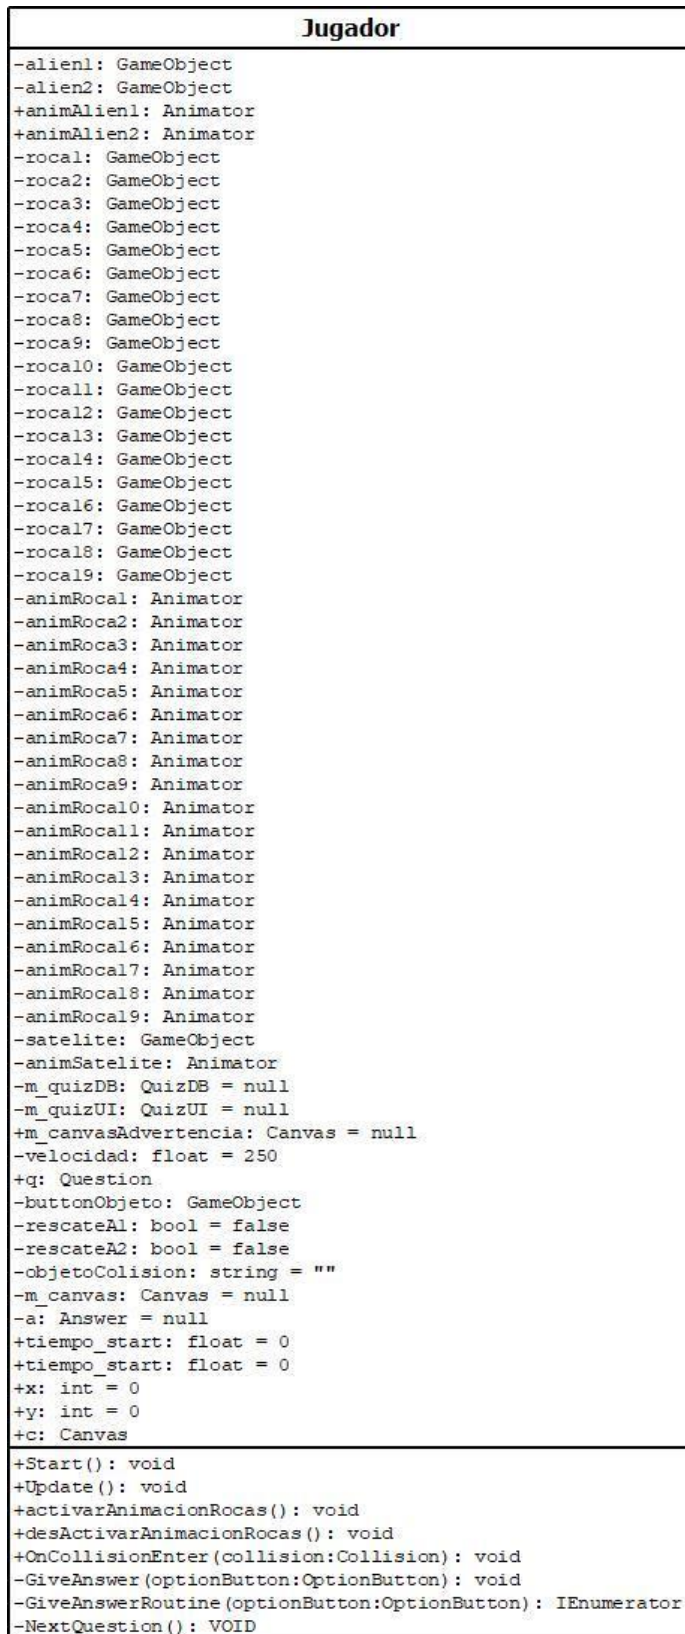 Jugador
-alien1: GameObject
-alien2: GameObject
+animAlien1: Animator
+animAlien2: Animator
-roca1: GameObject
-roca2: GameObject
-roca3: GameObject
-roca4: GameObject
-roca5: GameObject
-roca6: GameObject
-roca7: GameObject
-roca8: GameObject
-roca9: GameObject
-roca10: GameObject
-roca11: GameObject
-roca12: GameObject
-roca13: GameObject
-roca14: GameObject
-roca15: GameObject
-roca16: GameObject
-roca17: GameObject
-roca18: GameObject
-roca19: GameObject
-animRoca1: Animator
-animRoca2: Animator
-animRoca3: Animator
-animRoca4: Animator
-animRoca5: Animator
-animRoca6: Animator
-animRoca7: Animator
-animRoca8: Animator
-animRoca9: Animator
-animRoca10: Animator
-animRoca11: Animator
-animRoca12: Animator
-animRoca13: Animator
-animRoca14: Animator
-animRoca15: Animator
-animRoca16: Animator
-animRoca17: Animator
-animRoca18: Animator
-animRoca19: Animator
-satelite: GameObject
-animSatelite: Animator
-m_quizDB: QuizDB = null
-m_quizUI: QuizUI = null
+m_canvasAdvertencia: Canvas = null
-velocidad: float = 250
+q: Question
-buttonObjeto: GameObject
-rescateA1: bool = false
-rescateA2: bool = false
-objetoColision: string = ""
-m_canvas: Canvas = null
-a: Answer = null
+tiempo_start: float = 0
+tiempo_start: float = 0
+x: int = 0
+y: int = 0
+c: Canvas
+Start(): void
+Update(): void
+activarAnimacionRocas(): void
+desActivarAnimacionRocas(): void
+OnCollisionEnter(collision:Collision): void
-GiveAnswer(optionButton:OptionButton): void
-GiveAnswerRoutine(optionButton:OptionButton): IEnumerator
-NextQuestion(): VOID